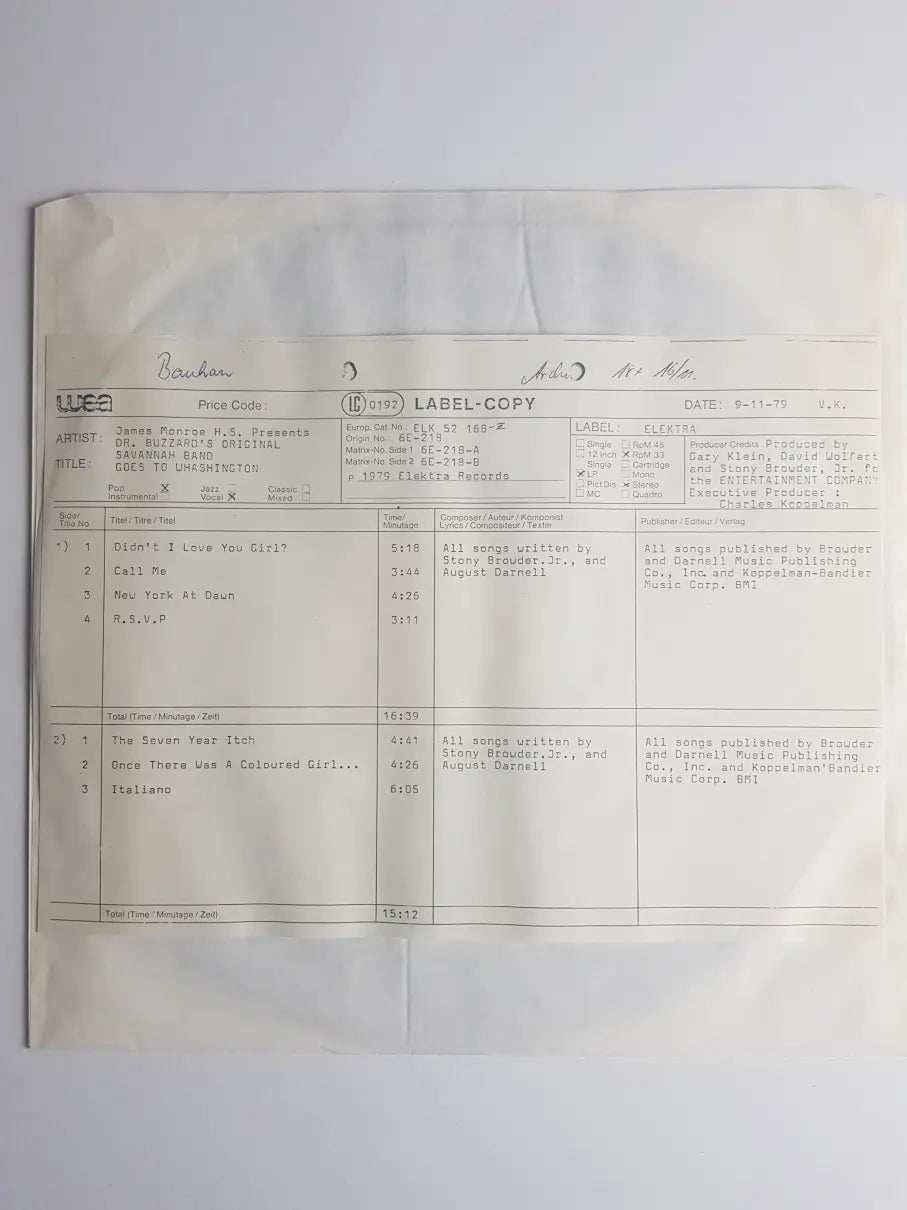 Bauhan
Archiv 18x 16/11.
wea Price Code: LC 0192 LABEL-COPY DATE: 9-11-79 V.K.
ARTIST: James Monroe H.S. Presents
DR. BUZZARD'S ORIGINAL
SAVANNAH BAND
TITLE: GOES TO WHASHINGTON
Pop X Jazz Classic
Instrumental Vocal X Mixed
Europ. Cat. No.: ELK 52 168-Z
Origin. No.: 6E-218
Matrix-No. Side 1 6E-218-A
Matrix-No. Side 2 6E-218-B
P 1979 Elektra Records
LABEL: ELEKTRA
Single RpM 45
12 inch X RpM 33
Single Cartridge
X LP Mono
Pict Dis X Stereo
MC Quadro
Producer Credits: Produced by
Gary Klein, David Wolfert
and Stony Browder, Jr. fo
the ENTERTAINMENT COMPANY
Executive Producer :
Charles Koppelman
Side/ Title No. Titel / Titre / Titel Time/ Minutage Composer / Auteur / Komponist Lyrics / Compositeur / Texter Publisher / Editeur / Verlag
1) 1 Didn't I Love You Girl? 5:18
2 Call Me 3:44
3 New York At Dawn 4:26
4 R.S.V.P 3:11
All songs written by
Stony Browder.Jr., and
August Darnell
All songs published by Browder
and Darnell Music Publishing
Co., Inc. and Koppelman-Bandier
Music Corp. BMI
Total (Time / Minutage / Zeit) 16:39
2) 1 The Seven Year Itch 4:41
2 Once There Was A Coloured Girl... 4:26
3 Italiano 6:05
All songs written by
Stony Browder.Jr., and
August Darnell
All songs published by Browder
and Darnell Music Publishing
Co., Inc. and Koppelman'Bandier
Music Corp. BMI
Total (Time / Minutage / Zeit) 15:12